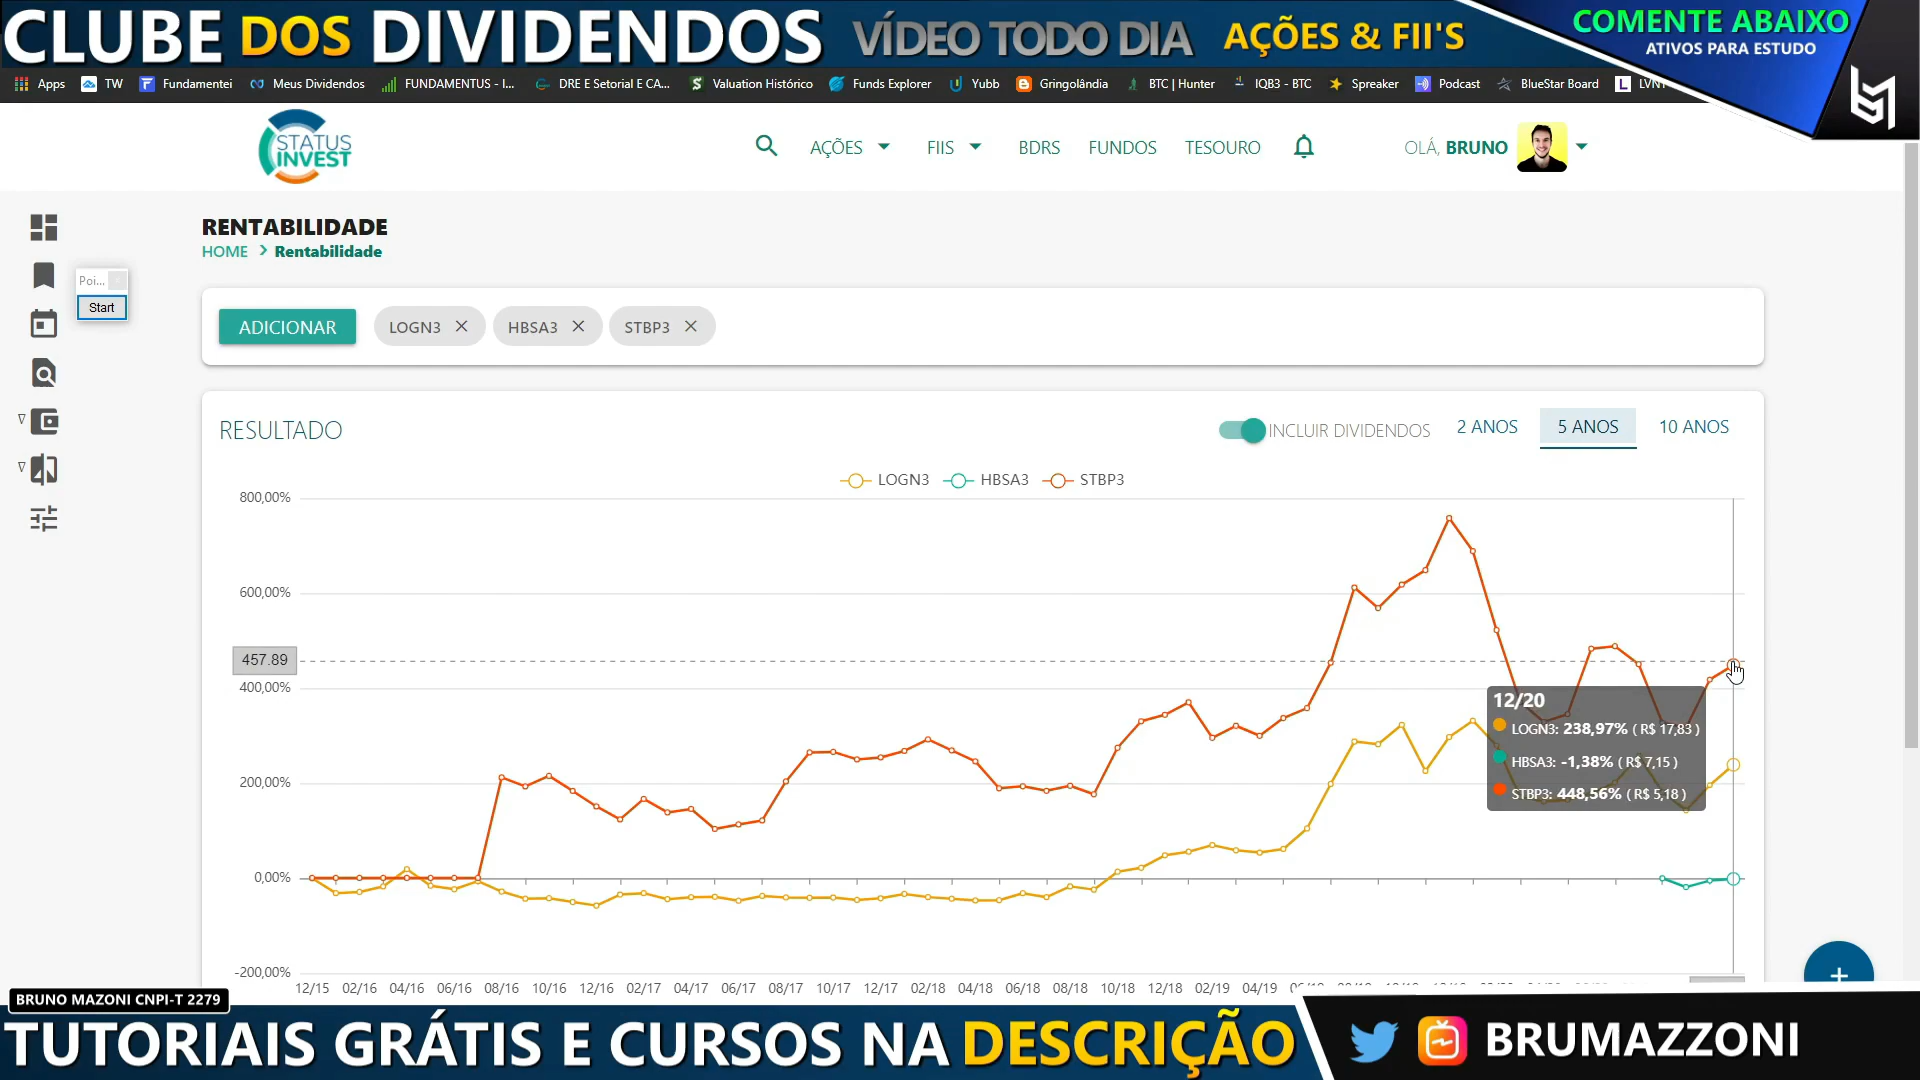 CLUBE DOS DIVIDENDOS VÍDEO TODO DIA AÇÕES & FII'S
COMENTE ABAIXO
ATIVOS PARA ESTUDO
Apps TW Fundamentei Meus Dividendos FUNDAMENTUS - I... DRE E Setorial E CA... Valuation Histórico Funds Explorer Yubb Gringolândia BTC | Hunter IQB3 - BTC Spreaker Podcast BlueStar Board
STATUS
INVEST
AÇÕES FIIS BDRS FUNDOS TESOURO OLÁ, BRUNO
RENTABILIDADE
HOME > Rentabilidade
Poi...
Start
ADICIONAR LOGN3 HBSA3 STBP3
RESULTADO
INCLUIR DIVIDENDOS 2 ANOS 5 ANOS 10 ANOS
LOGN3 HBSA3 STBP3
800,00%
600,00%
457.89
400,00%
200,00%
0,00%
-200,00%
12/20
LOGN3: 238,97% ( R$ 17,83 )
HBSA3: -1,38% ( R$ 7,15 )
STBP3: 448,56% ( R$ 5,18 )
12/15 02/16 04/16 06/16 08/16 10/16 12/16 02/17 04/17 06/17 08/17 10/17 12/17 02/18 04/18 06/18 08/18 10/18 12/18 02/19 04/19
BRUNO MAZONI CNPI-T 2279
TUTORIAIS GRÁTIS E CURSOS NA DESCRIÇÃO
BRUMAZZONI